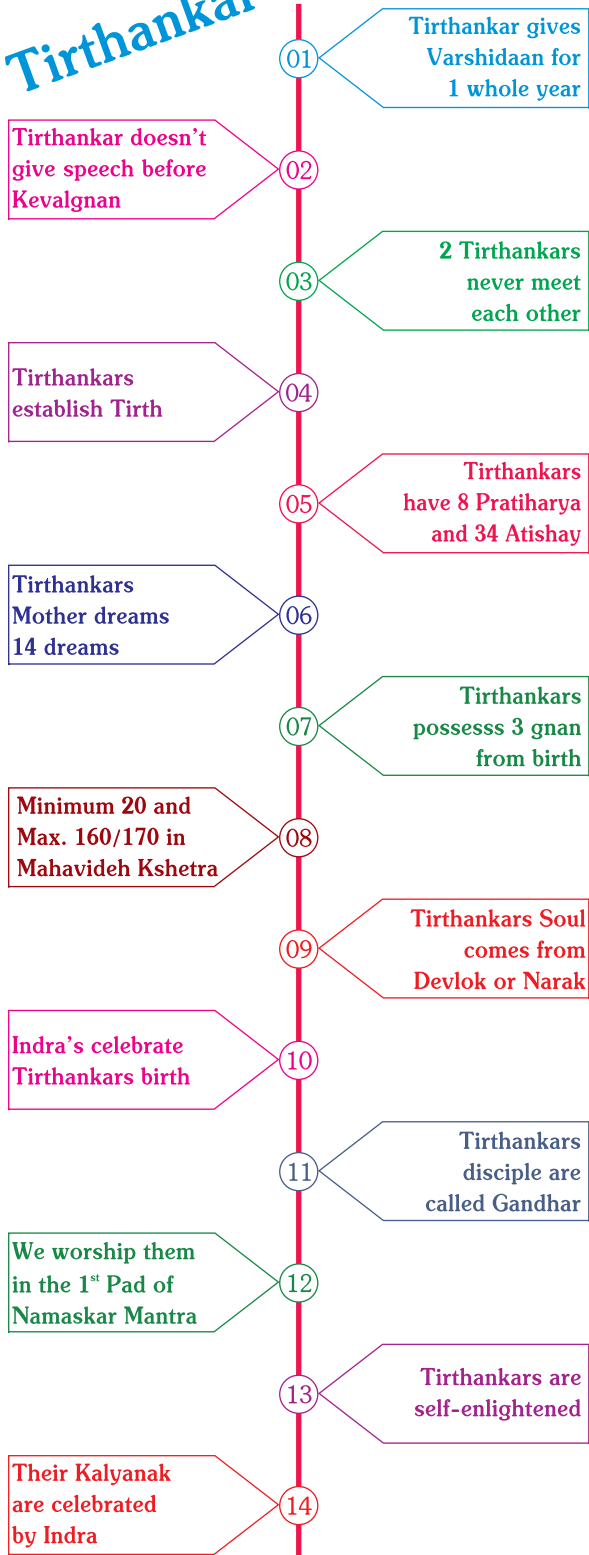 Tirthankar
01
Tirthankar gives
Varshidaan for
1 whole year
Tirthankar doesn't
give speech before
Kevalgnan
02
03
2 Tirthankars
never meet
each other
Tirthankars
establish Tirth
04
05
Tirthankars
have 8 Pratiharya
and 34 Atishay
Tirthankars
Mother dreams
14 dreams
06
07
Tirthankars
possesss 3 gnan
from birth
Minimum 20 and
Max. 160/170 in
Mahavideh Kshetra
08
09
Tirthankars Soul
comes from
Devlok or Narak
Indra's celebrate
Tirthankars birth
10
11
Tirthankars
disciple are
called Gandhar
We worship them
in the 1st Pad of
Namaskar Mantra
12
13
Tirthankars are
self-enlightened
Their Kalyanak
are celebrated
by Indra
14